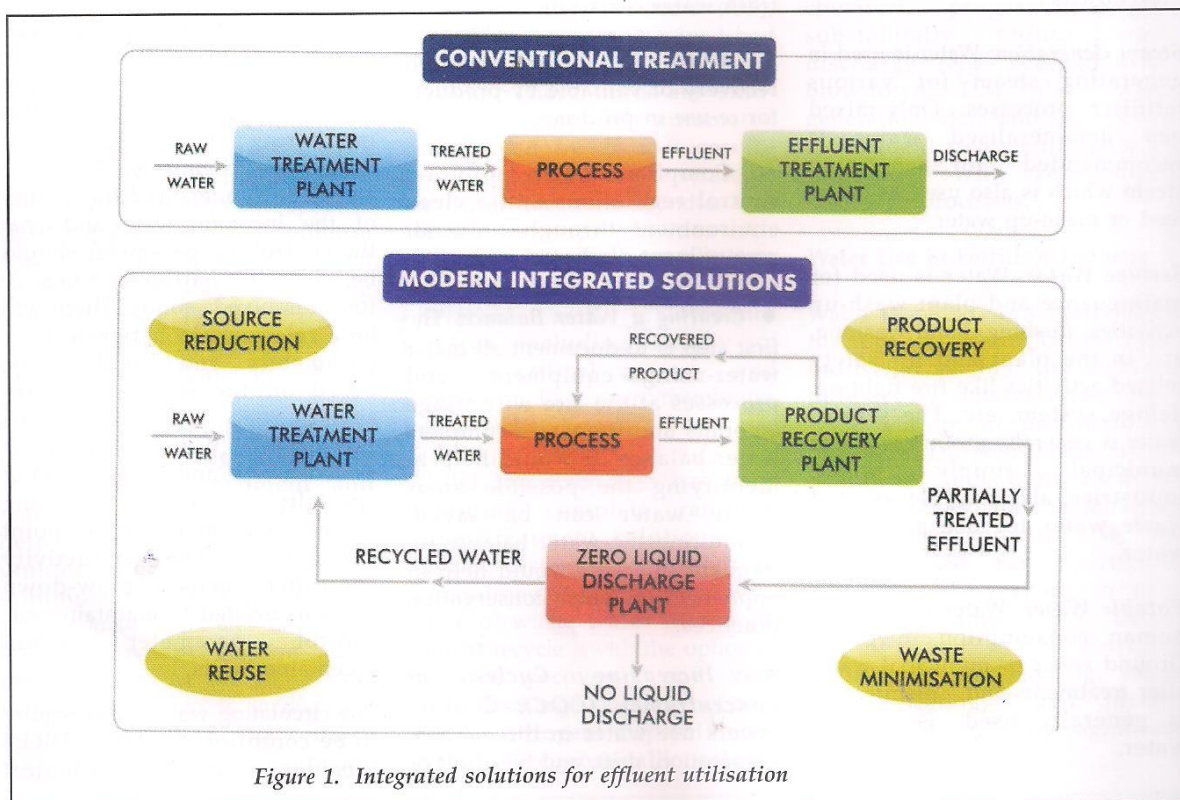 CONVENTIONAL TREATMENT
RAW
WATER
WATER
TREATMENT
PLANT
TREATED
WATER
PROCESS
EFFLUENT
EFFLUENT
TREATMENT
PLANT
DISCHARGE
MODERN INTEGRATED SOLUTIONS
SOURCE
REDUCTION
RECOVERED
PRODUCT
PRODUCT
RECOVERY
RAW
WATER
WATER
TREATMENT
PLANT
TREATED
WATER
PROCESS
EFFLUENT
PRODUCT
RECOVERY
PLANT
PARTIALLY
TREATED
EFFLUENT
RECYCLED WATER
ZERO LIQUID
DISCHARGE
PLANT
WATER
REUSE
WASTE
MINIMISATION
NO LIQUID
DISCHARGE
Figure 1. Integrated solutions for effluent utilisation